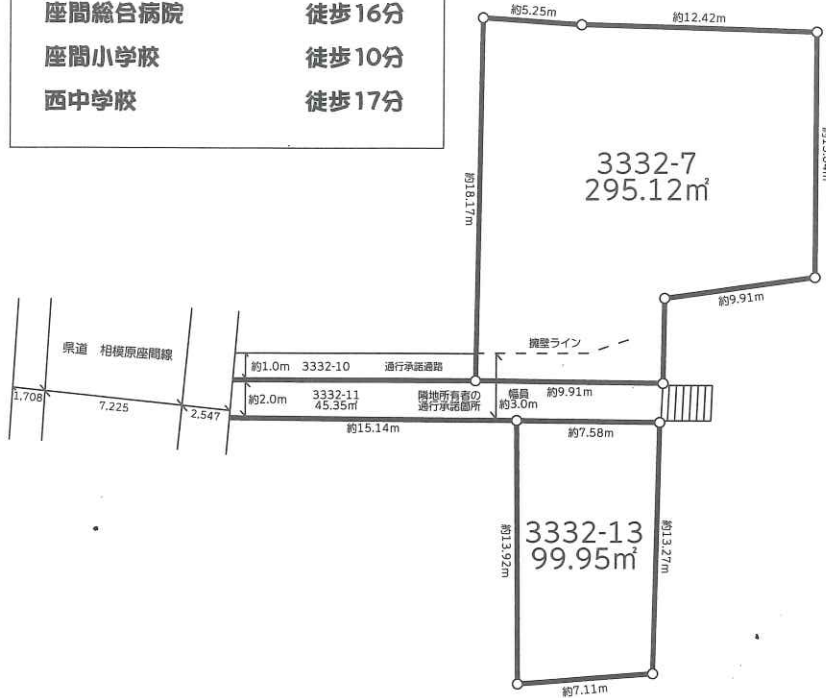 座間総合病院 徒歩16分
座間小学校 徒歩10分
西中学校 徒歩17分
約5.25m
約12.42m
約18.17m
3332-7
295.12㎡
約9.91m
県道 相模原座間線
1,708
7.225
2,547
擁壁ライン
約1.0m 3332-10 通行承諾通路
約2.0m
3332-11
45.35㎡
隣地所有者の
通行承諾箇所
幅員
約3.0m
約9.91m
約15.14m
約7.58m
約13.92m
3332-13
99.95㎡
約13.27m
約7.11m